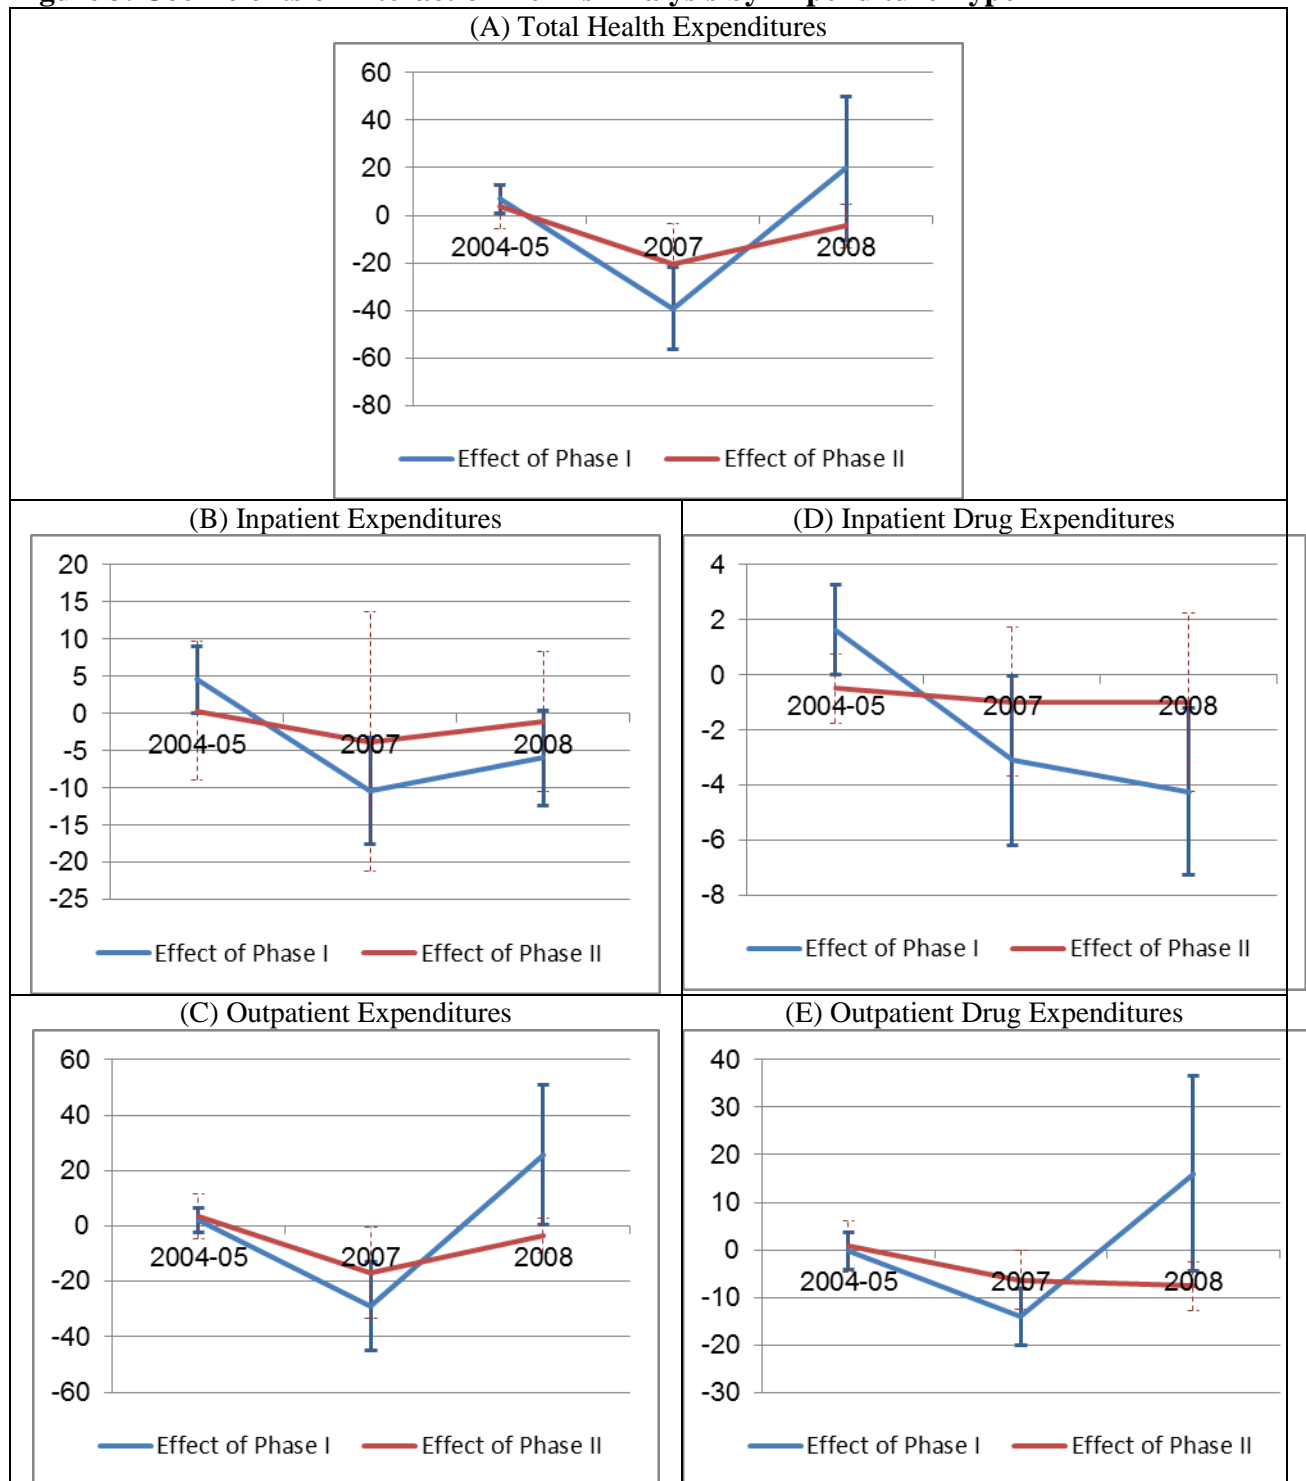 (A) Total Health Expenditures
60
40
20
0
-20
-40
-60
-80
2004-05 2007 2008
Effect of Phase I Effect of Phase II
(B) Inpatient Expenditures
20
15
10
5
0
-5
-10
-15
-20
-25
2004-05 2007 2008
Effect of Phase I Effect of Phase II
(D) Inpatient Drug Expenditures
4
2
0
-2
-4
-6
-8
2004-05 2007 2008
Effect of Phase I Effect of Phase II
(C) Outpatient Expenditures
60
40
20
0
-20
-40
-60
2004-05 2007 2008
Effect of Phase I Effect of Phase II
(E) Outpatient Drug Expenditures
40
30
20
10
0
-10
-20
-30
2004-05 2007 2008
Effect of Phase I Effect of Phase II